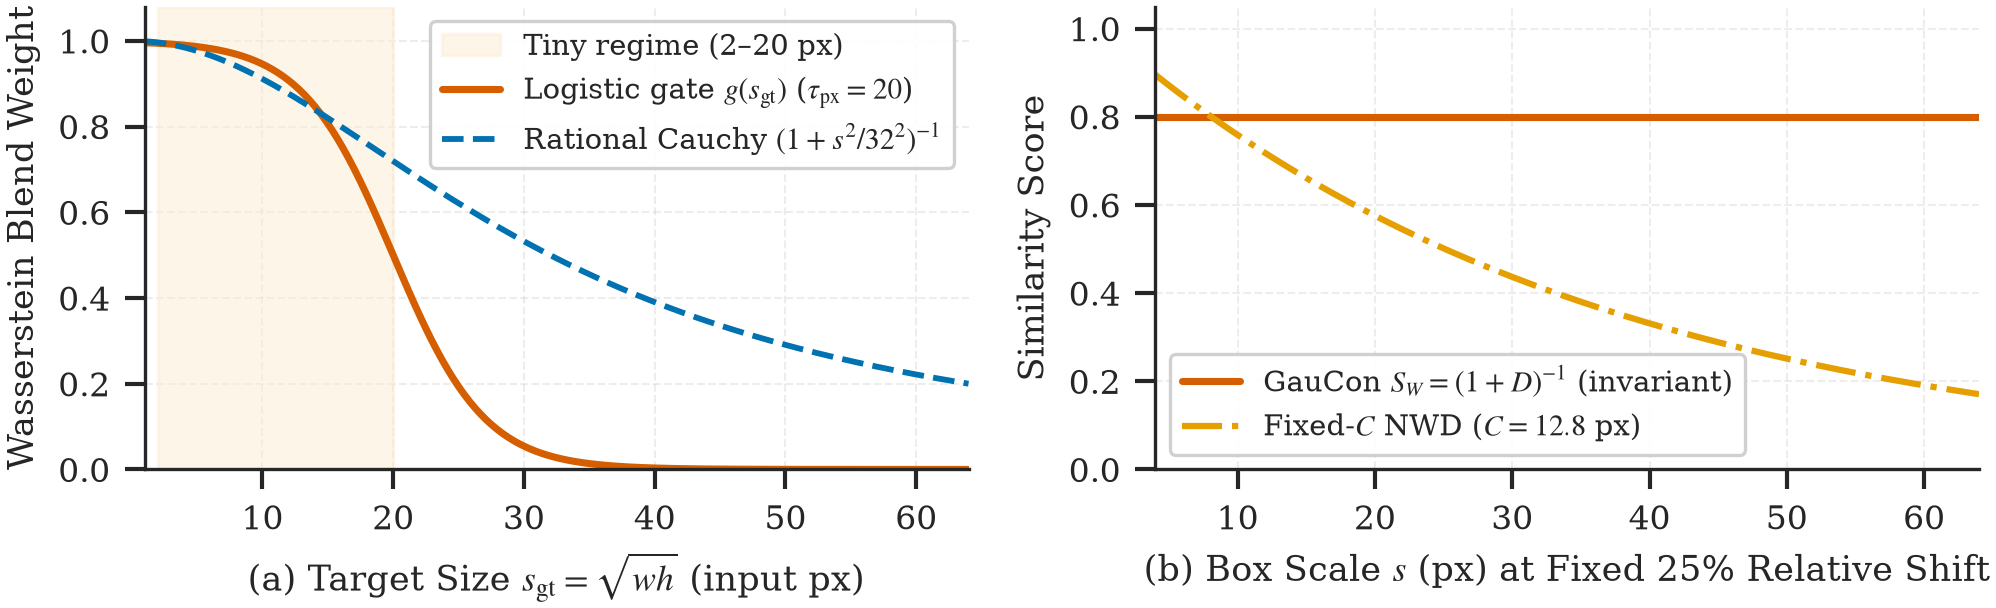 Wasserstein Blend Weight
1.0
0.8
0.6
0.4
0.2
0.0
Tiny regime (2–20 px)
Logistic gate g(s_gt) (τ_px = 20)
Rational Cauchy (1 + s²/32²)⁻¹
10 20 30 40 50 60
(a) Target Size s_gt = √wh (input px)
Similarity Score
1.0
0.8
0.6
0.4
0.2
0.0
GauCon S_W = (1 + D)⁻¹ (invariant)
Fixed-C NWD (C = 12.8 px)
10 20 30 40 50 60
(b) Box Scale s (px) at Fixed 25% Relative Shift